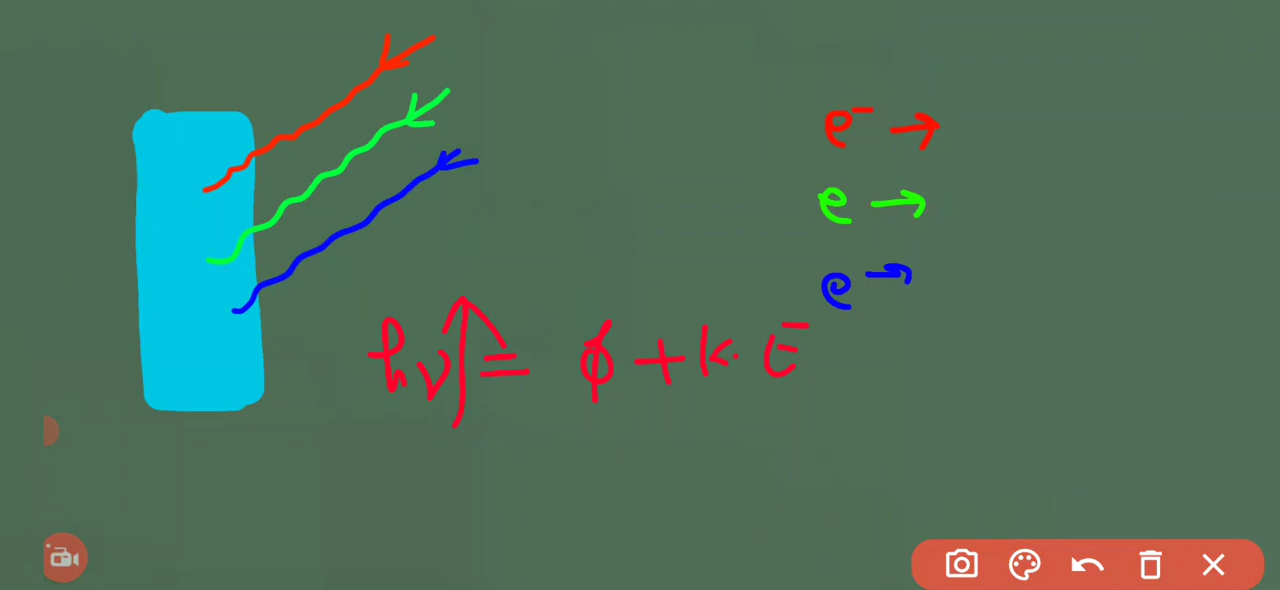 e⁻ →
e →
e →
hν↑ = ϕ + K. E